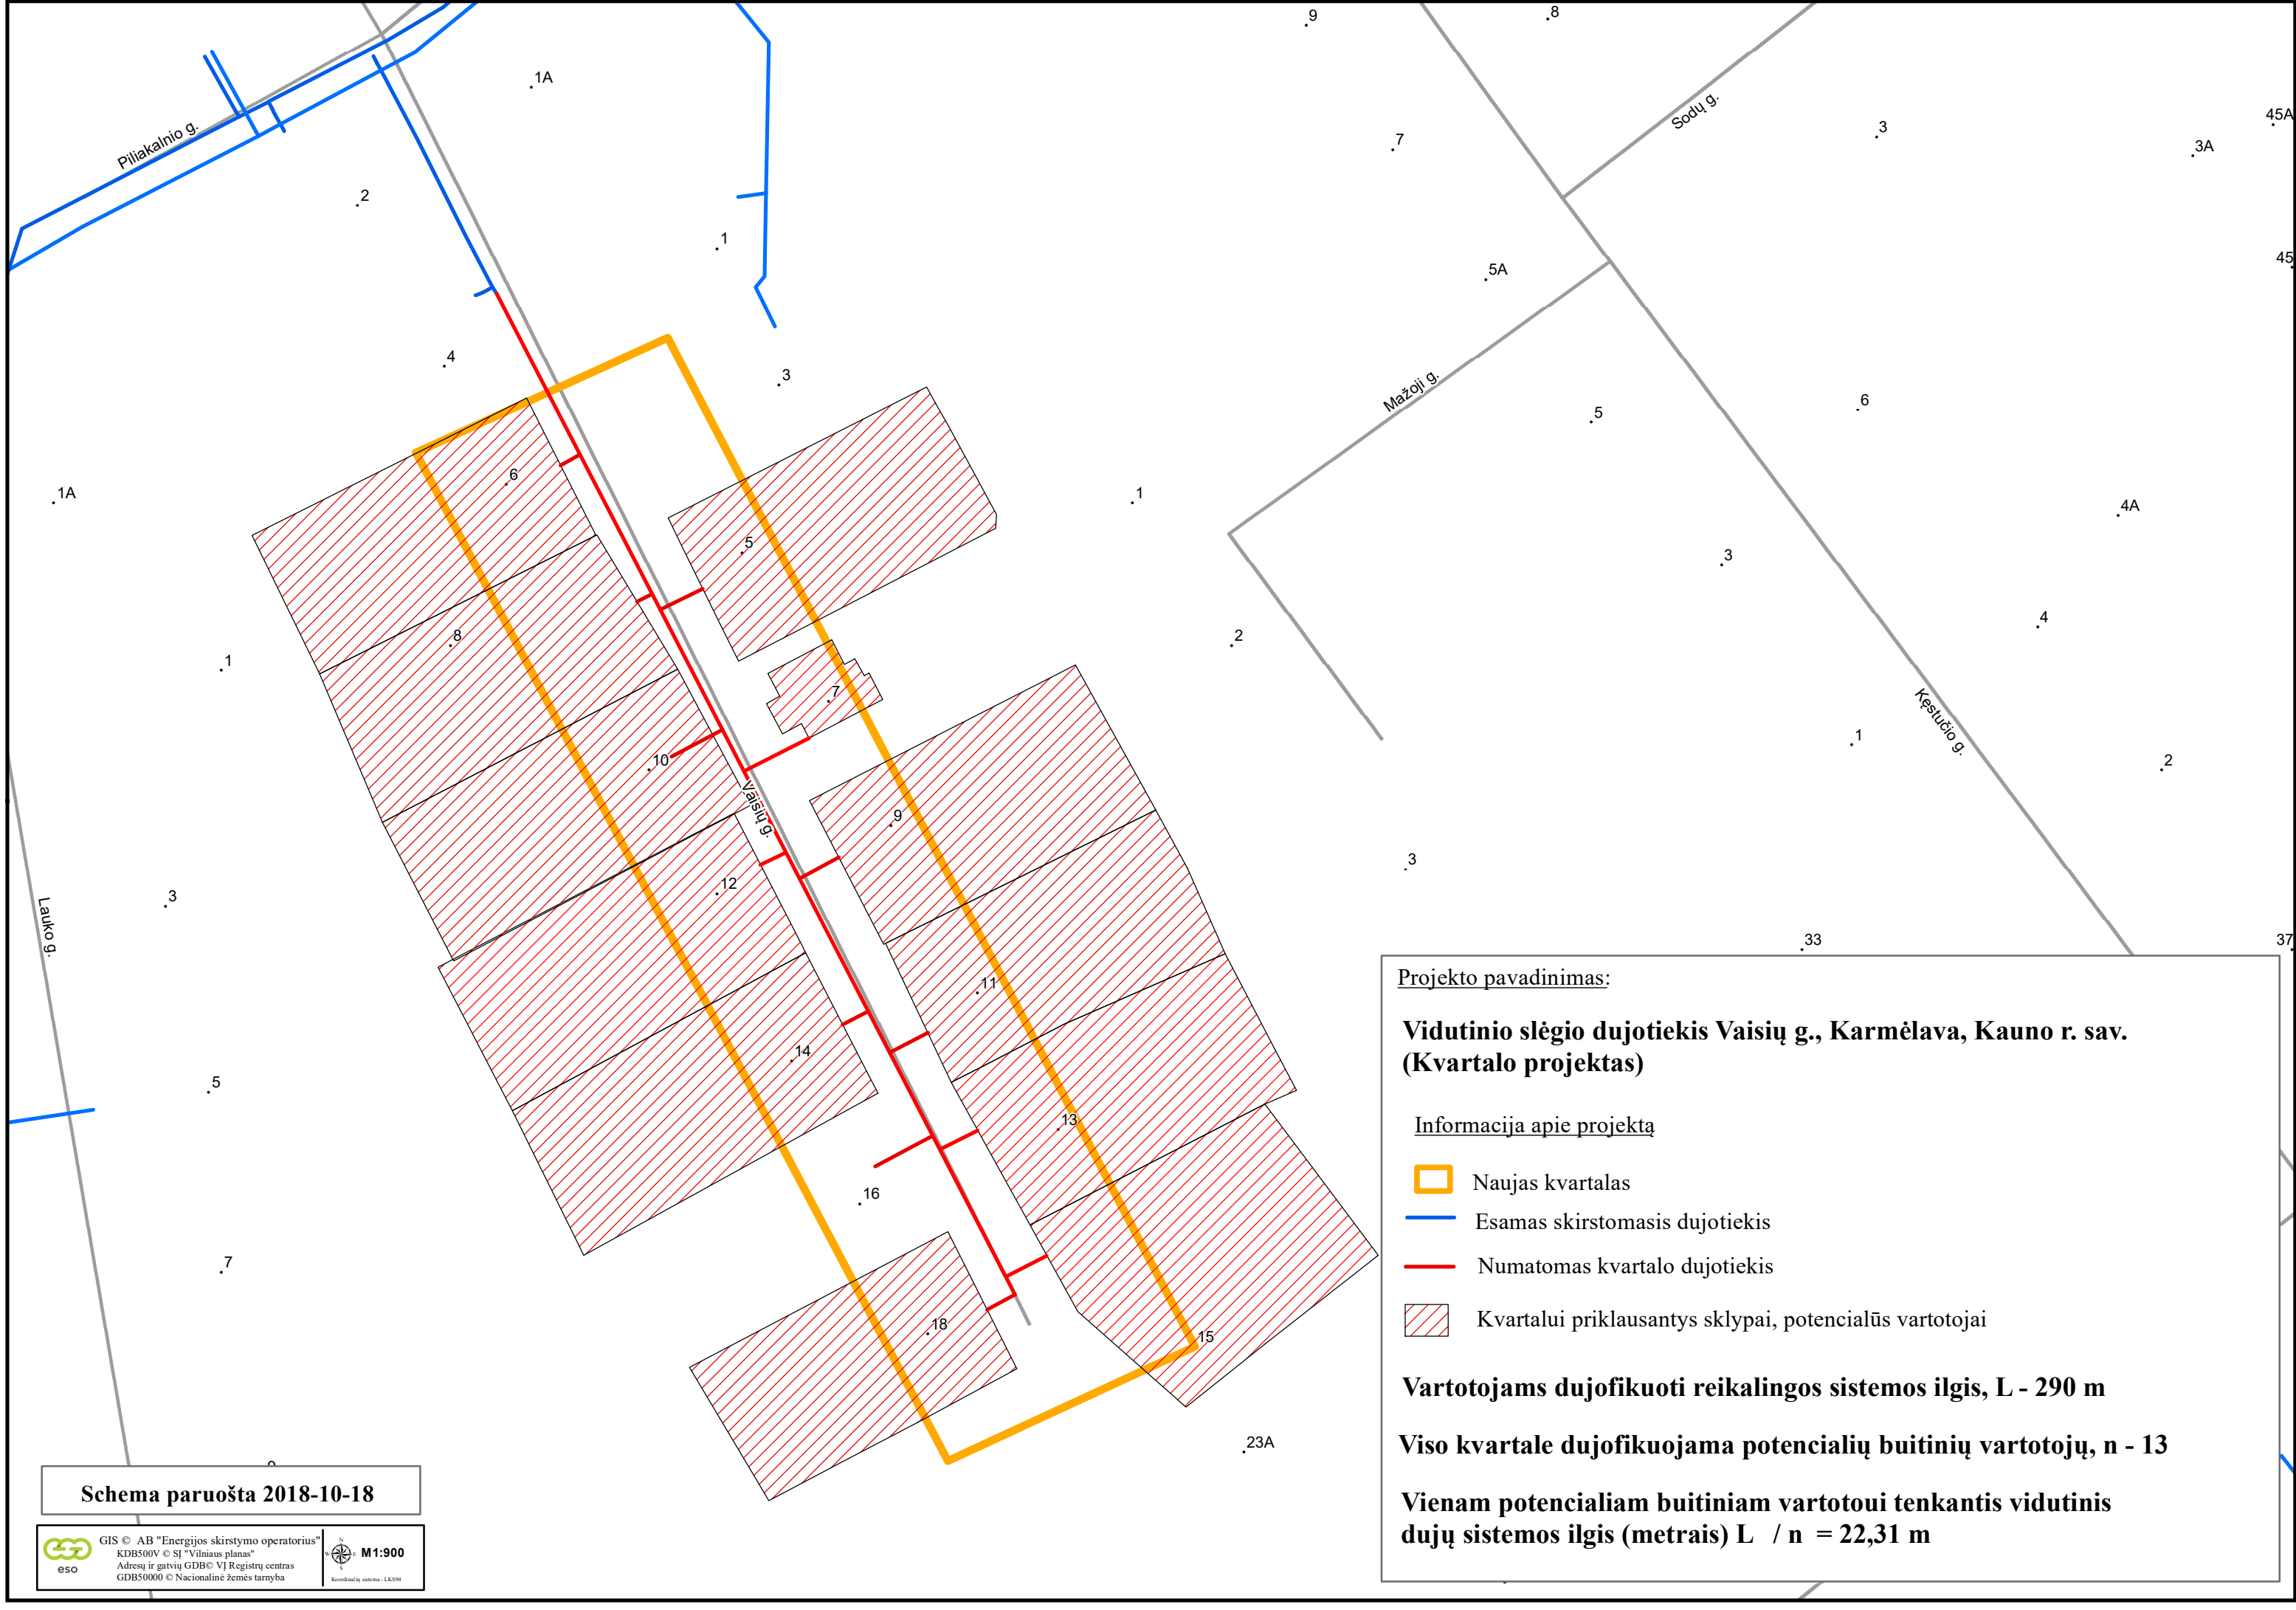 9
8
1A
Sodų g.
45A
3
7
3A
Piliakalnio g.
2
1
45
5A
4
3
Mažoji g.
6
5
6
1A
1
4A
5
3
4
8
2
1
7
Kęstučio g.
1
10
2
Vaisių g.
9
3
12
3
Lauko g.
33
37
11
14
5
13
16
7
18
15
23A
Projekto pavadinimas:
Vidutinio slėgio dujotiekis Vaisių g., Karmėlava, Kauno r. sav.
(Kvartalo projektas)
Informacija apie projektą
Naujas kvartalas
Esamas skirstomasis dujotiekis
Numatomas kvartalo dujotiekis
Kvartalui priklausantys sklypai, potencialūs vartotojai
Vartotojams dujofikuoti reikalingos sistemos ilgis, L - 290 m
Viso kvartale dujofikuojama potencialių buitinių vartotojų, n - 13
Vienam potencialiam buitiniam vartotoui tenkantis vidutinis
dujų sistemos ilgis (metrais) L / n = 22,31 m
Schema paruošta 2018-10-18
eso
GIS © AB "Energijos skirstymo operatorius"
KDB500V © SĮ "Vilniaus planas"
Adresų ir gatvių GDB© VĮ Registrų centras
GDB50000 © Nacionalinė žemės tarnyba
N
W E
S
M1:900
Koordinačių sistema - LKS94